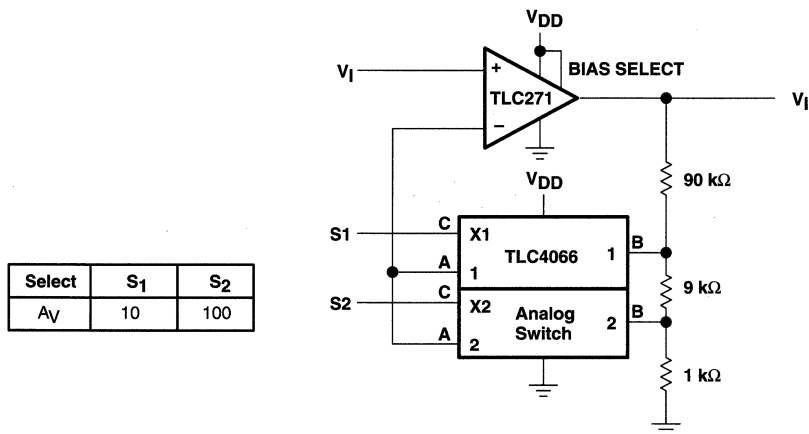 VDD
VI
+
BIAS SELECT
TLC271
−
VDD
90 kΩ
S1
C
X1
TLC4066
1
B
A
1
9 kΩ
S2
C
X2
Analog
Switch
2
B
A
2
1 kΩ
Select S1 S2
AV 10 100